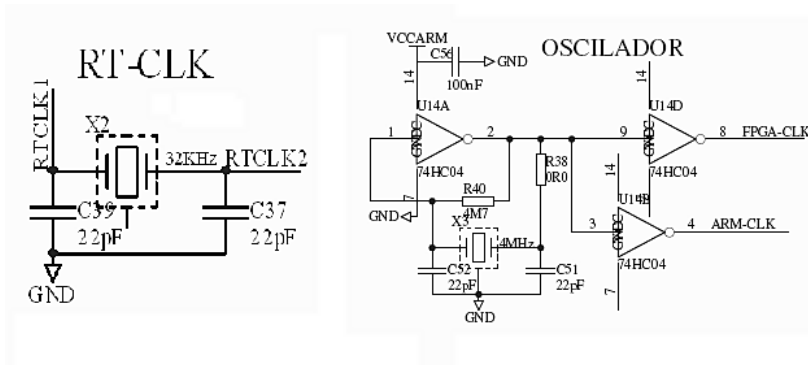 RT-CLK
RTCLK1
X2
32KHz
RTCLK2
C39
22pF
C37
22pF
GND
OSCILADOR
VCCARM
C56
100nF
GND
14
U14A
1
2
74HC04
7
GND
R40
4M7
R38
0R0
X3
4MHz
C52
22pF
C51
22pF
GND
14
U14D
9
8
FPGA-CLK
74HC04
14
U14B
3
4
ARM-CLK
74HC04
7